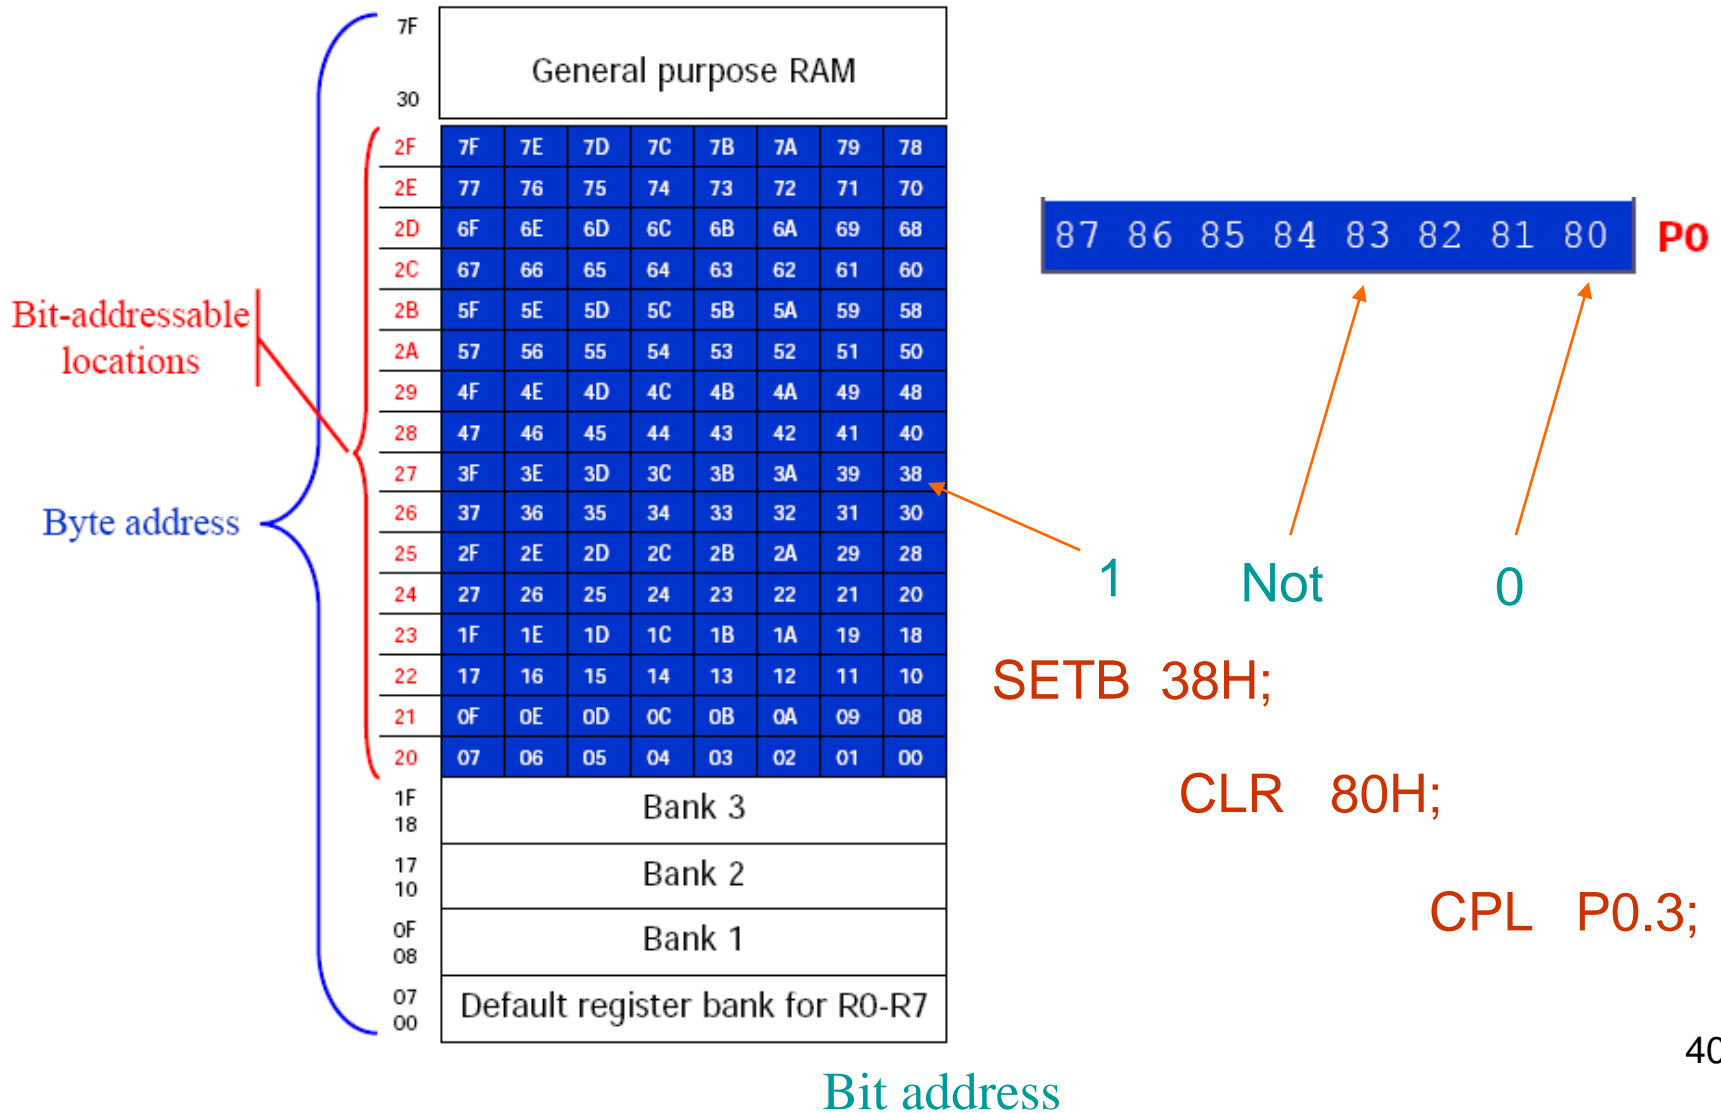 7F
General purpose RAM
30
2F 7F 7E 7D 7C 7B 7A 79 78
2E 77 76 75 74 73 72 71 70
2D 6F 6E 6D 6C 6B 6A 69 68
2C 67 66 65 64 63 62 61 60
2B 5F 5E 5D 5C 5B 5A 59 58
2A 57 56 55 54 53 52 51 50
29 4F 4E 4D 4C 4B 4A 49 48
28 47 46 45 44 43 42 41 40
27 3F 3E 3D 3C 3B 3A 39 38
26 37 36 35 34 33 32 31 30
25 2F 2E 2D 2C 2B 2A 29 28
24 27 26 25 24 23 22 21 20
23 1F 1E 1D 1C 1B 1A 19 18
22 17 16 15 14 13 12 11 10
21 0F 0E 0D 0C 0B 0A 09 08
20 07 06 05 04 03 02 01 00
1F
Bank 3
18
17
Bank 2
10
0F
Bank 1
08
07
Default register bank for R0-R7
00
Bit-addressable
locations
Byte address
87 86 85 84 83 82 81 80 P0
1 Not 0
SETB 38H;
CLR 80H;
CPL P0.3;
40
Bit address